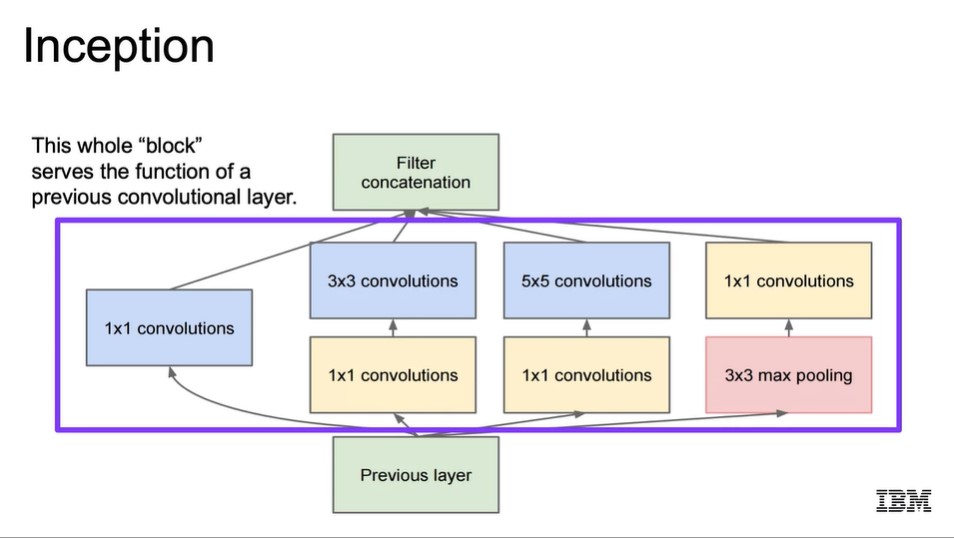 Inception
This whole “block”
serves the function of a
previous convolutional layer.
Filter
concatenation
3x3 convolutions
5x5 convolutions
1x1 convolutions
1x1 convolutions
1x1 convolutions
1x1 convolutions
3x3 max pooling
Previous layer
IBM